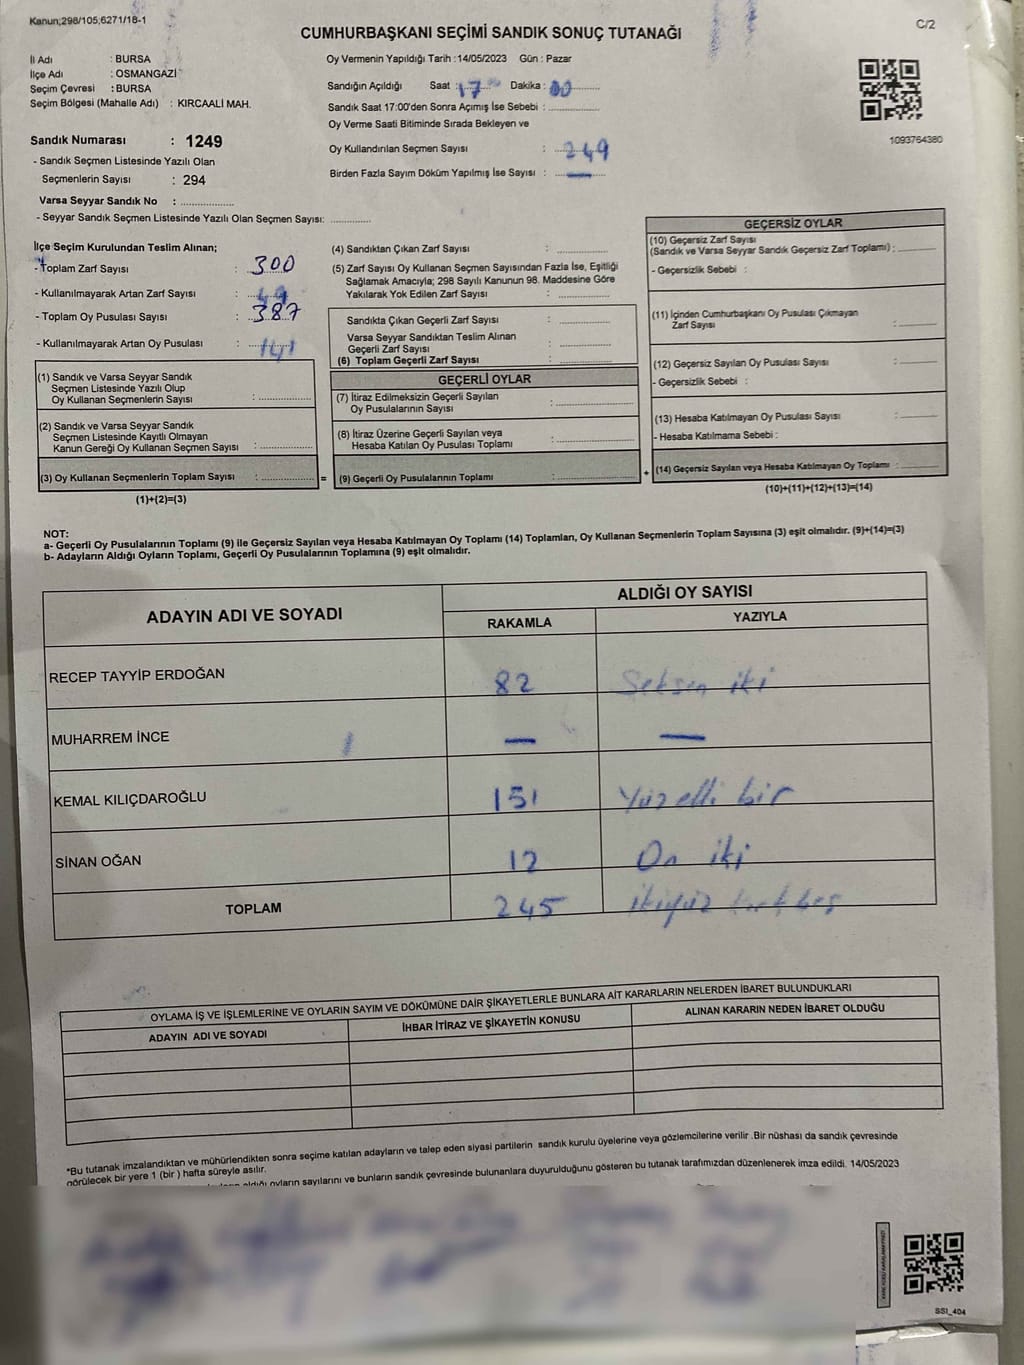 Kanun;298/105;6271/18-1
C/2
CUMHURBAŞKANI SEÇİMİ SANDIK SONUÇ TUTANAĞI
İl Adı : BURSA
İlçe Adı : OSMANGAZİ
Seçim Çevresi : BURSA
Seçim Bölgesi (Mahalle Adı) : KIRCAALİ MAH.
Oy Vermenin Yapıldığı Tarih :14/05/2023 Gün : Pazar
Sandığın Açıldığı Saat 17 Dakika : 00
Sandık Saat 17:00'den Sonra Açımış İse Sebebi :
Oy Verme Saati Bitiminde Sırada Bekleyen ve
Oy Kullandırılan Seçmen Sayısı : 249
Birden Fazla Sayım Döküm Yapılmış İse Sayısı : —
1093764380
Sandık Numarası : 1249
- Sandık Seçmen Listesinde Yazılı Olan
Seçmenlerin Sayısı : 294
Varsa Seyyar Sandık No :
- Seyyar Sandık Seçmen Listesinde Yazılı Olan Seçmen Sayısı:
İlçe Seçim Kurulundan Teslim Alınan;
- Toplam Zarf Sayısı : 300
- Kullanılmayarak Artan Zarf Sayısı :
- Toplam Oy Pusulası Sayısı : 387
- Kullanılmayarak Artan Oy Pusulası : 141
(1) Sandık ve Varsa Seyyar Sandık
Seçmen Listesinde Yazılı Olup
Oy Kullanan Seçmenlerin Sayısı :
(2) Sandık ve Varsa Seyyar Sandık
Seçmen Listesinde Kayıtlı Olmayan
Kanun Gereği Oy Kullanan Seçmen Sayısı :
(3) Oy Kullanan Seçmenlerin Toplam Sayısı :
(1)+(2)=(3)
=
(4) Sandıktan Çıkan Zarf Sayısı :
(5) Zarf Sayısı Oy Kullanan Seçmen Sayısından Fazla İse, Eşitliği
Sağlamak Amacıyla; 298 Sayılı Kanunun 98. Maddesine Göre
Yakılarak Yok Edilen Zarf Sayısı :
Sandıkta Çıkan Geçerli Zarf Sayısı :
Varsa Seyyar Sandıktan Teslim Alınan
Geçerli Zarf Sayısı :
(6) Toplam Geçerli Zarf Sayısı :
GEÇERLİ OYLAR
(7) İtiraz Edilmeksizin Geçerli Sayılan
Oy Pusulalarının Sayısı :
(8) İtiraz Üzerine Geçerli Sayılan veya
Hesaba Katılan Oy Pusulası Toplamı :
(9) Geçerli Oy Pusulalarının Toplamı :
+
GEÇERSİZ OYLAR
(10) Geçersiz Zarf Sayısı
(Sandık ve Varsa Seyyar Sandık Geçersiz Zarf Toplamı) :
- Geçersizlik Sebebi :
(11) İçinden Cumhurbaşkanı Oy Pusulası Çıkmayan
Zarf Sayısı :
(12) Geçersiz Sayılan Oy Pusulası Sayısı :
- Geçersizlik Sebebi :
(13) Hesaba Katılmayan Oy Pusulası Sayısı :
- Hesaba Katılmama Sebebi :
(14) Geçersiz Sayılan veya Hesaba Katılmayan Oy Toplamı :
(10)+(11)+(12)+(13)=(14)
NOT:
a- Geçerli Oy Pusulalarının Toplamı (9) ile Geçersiz Sayılan veya Hesaba Katılmayan Oy Toplamı (14) Toplamları, Oy Kullanan Seçmenlerin Toplam Sayısına (3) eşit olmalıdır. (9)+(14)=(3)
b- Adayların Aldığı Oyların Toplamı, Geçerli Oy Pusulalarının Toplamına (9) eşit olmalıdır.
ADAYIN ADI VE SOYADI
ALDIĞI OY SAYISI
RAKAMLA YAZIYLA
RECEP TAYYİP ERDOĞAN 82 Seksen iki
MUHARREM İNCE — —
KEMAL KILIÇDAROĞLU 151 Yüz elli bir
SİNAN OĞAN 12 On iki
TOPLAM 245 ikiyüz kırk beş
OYLAMA İŞ VE İŞLEMLERİNE VE OYLARIN SAYIM VE DÖKÜMÜNE DAİR ŞİKAYETLERLE BUNLARA AİT KARARLARIN NELERDEN İBARET BULUNDUKLARI
ADAYIN ADI VE SOYADI İHBAR İTİRAZ VE ŞİKAYETİN KONUSU ALINAN KARARIN NEDEN İBARET OLDUĞU
*Bu tutanak imzalandıktan ve mühürlendikten sonra seçime katılan adayların ve talep eden siyasi partilerin sandık kurulu üyelerine veya gözlemcilerine verilir .Bir nüshası da sandık çevresinde
görülecek bir yere 1 (bir ) hafta süreyle asılır.
aldığı oyların sayılarını ve bunların sandık çevresinde bulunanlara duyurulduğunu gösteren bu tutanak tarafımızdan düzenlenerek imza edildi. 14/05/2023
SSI_404